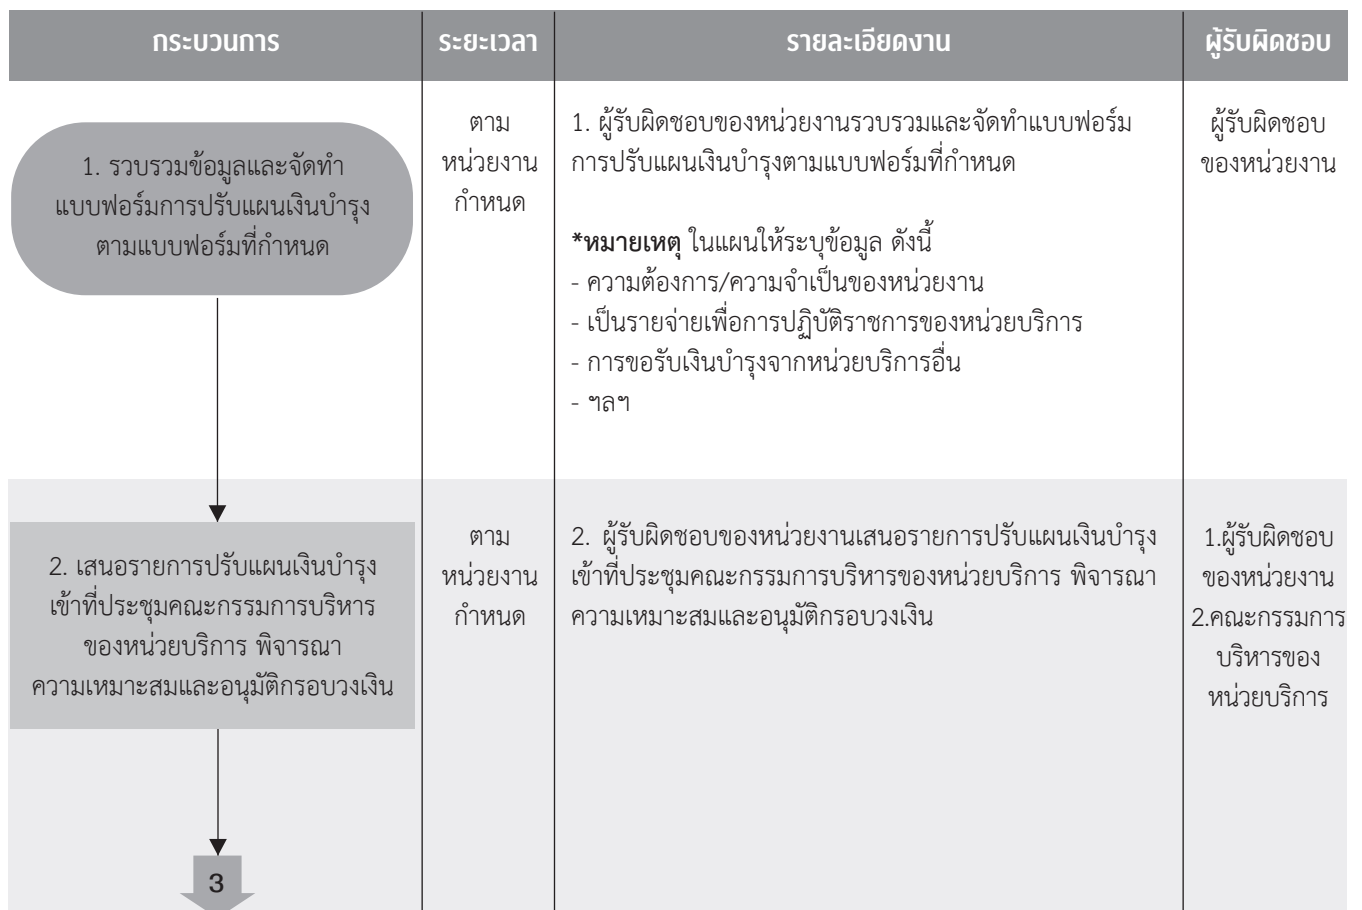 กระบวนการ
ระยะเวลา
รายละเอียดงาน
ผู้รับผิดชอบ
1. รวบรวมข้อมูลและจัดทำ
แบบฟอร์มการปรับแผนเงินบำรุง
ตามแบบฟอร์มที่กำหนด
ตาม
หน่วยงาน
กำหนด
1. ผู้รับผิดชอบของหน่วยงานรวบรวมและจัดทำแบบฟอร์ม
การปรับแผนเงินบำรุงตามแบบฟอร์มที่กำหนด
*หมายเหตุ ในแผนให้ระบุข้อมูล ดังนี้
- ความต้องการ/ความจำเป็นของหน่วยงาน
- เป็นรายจ่ายเพื่อการปฏิบัติราชการของหน่วยบริการ
- การขอรับเงินบำรุงจากหน่วยบริการอื่น
- ฯลฯ
ผู้รับผิดชอบ
ของหน่วยงาน
2. เสนอรายการปรับแผนเงินบำรุง
เข้าที่ประชุมคณะกรรมการบริหาร
ของหน่วยบริการ พิจารณา
ความเหมาะสมและอนุมัติกรอบวงเงิน
ตาม
หน่วยงาน
กำหนด
2. ผู้รับผิดชอบของหน่วยงานเสนอรายการปรับแผนเงินบำรุง
เข้าที่ประชุมคณะกรรมการบริหารของหน่วยบริการ พิจารณา
ความเหมาะสมและอนุมัติกรอบวงเงิน
1.ผู้รับผิดชอบ
ของหน่วยงาน
2.คณะกรรมการ
บริหารของ
หน่วยบริการ
3